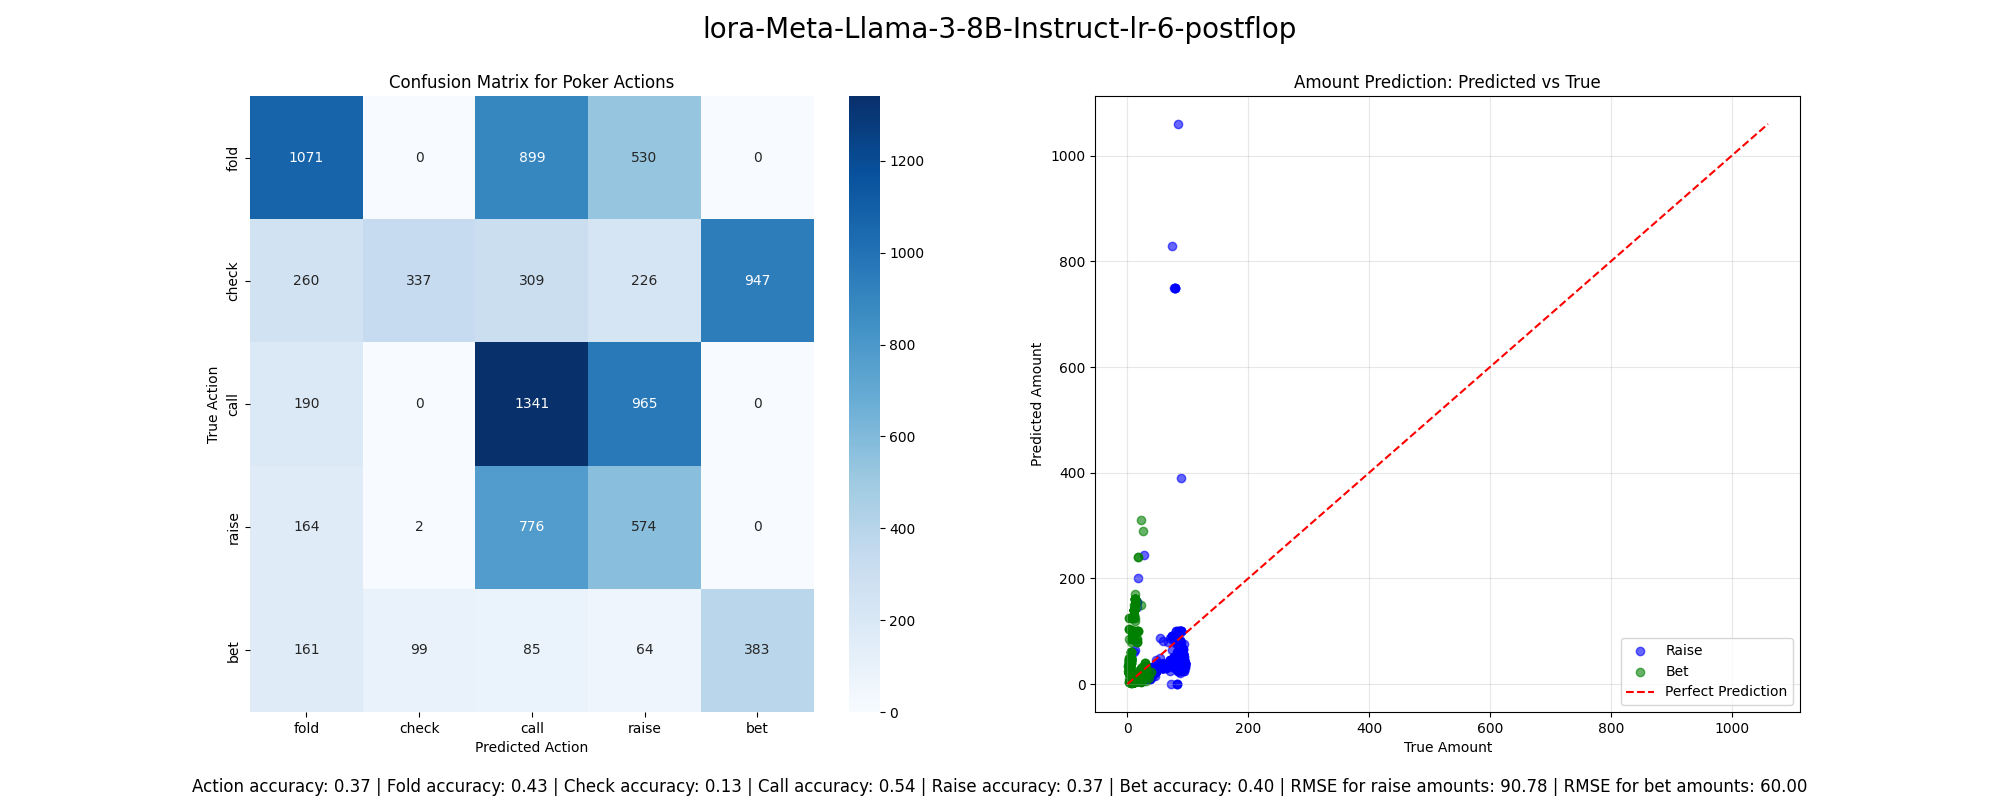 lora-Meta-Llama-3-8B-Instruct-lr-6-postflop
Confusion Matrix for Poker Actions
True Action
fold
check
call
raise
bet
1071 0 899 530 0
260 337 309 226 947
190 0 1341 965 0
164 2 776 574 0
161 99 85 64 383
fold check call raise bet
Predicted Action
1200
1000
800
600
400
200
0
Amount Prediction: Predicted vs True
Predicted Amount
1000
800
600
400
200
0
Raise
Bet
Perfect Prediction
0 200 400 600 800 1000
True Amount
Action accuracy: 0.37 | Fold accuracy: 0.43 | Check accuracy: 0.13 | Call accuracy: 0.54 | Raise accuracy: 0.37 | Bet accuracy: 0.40 | RMSE for raise amounts: 90.78 | RMSE for bet amounts: 60.00